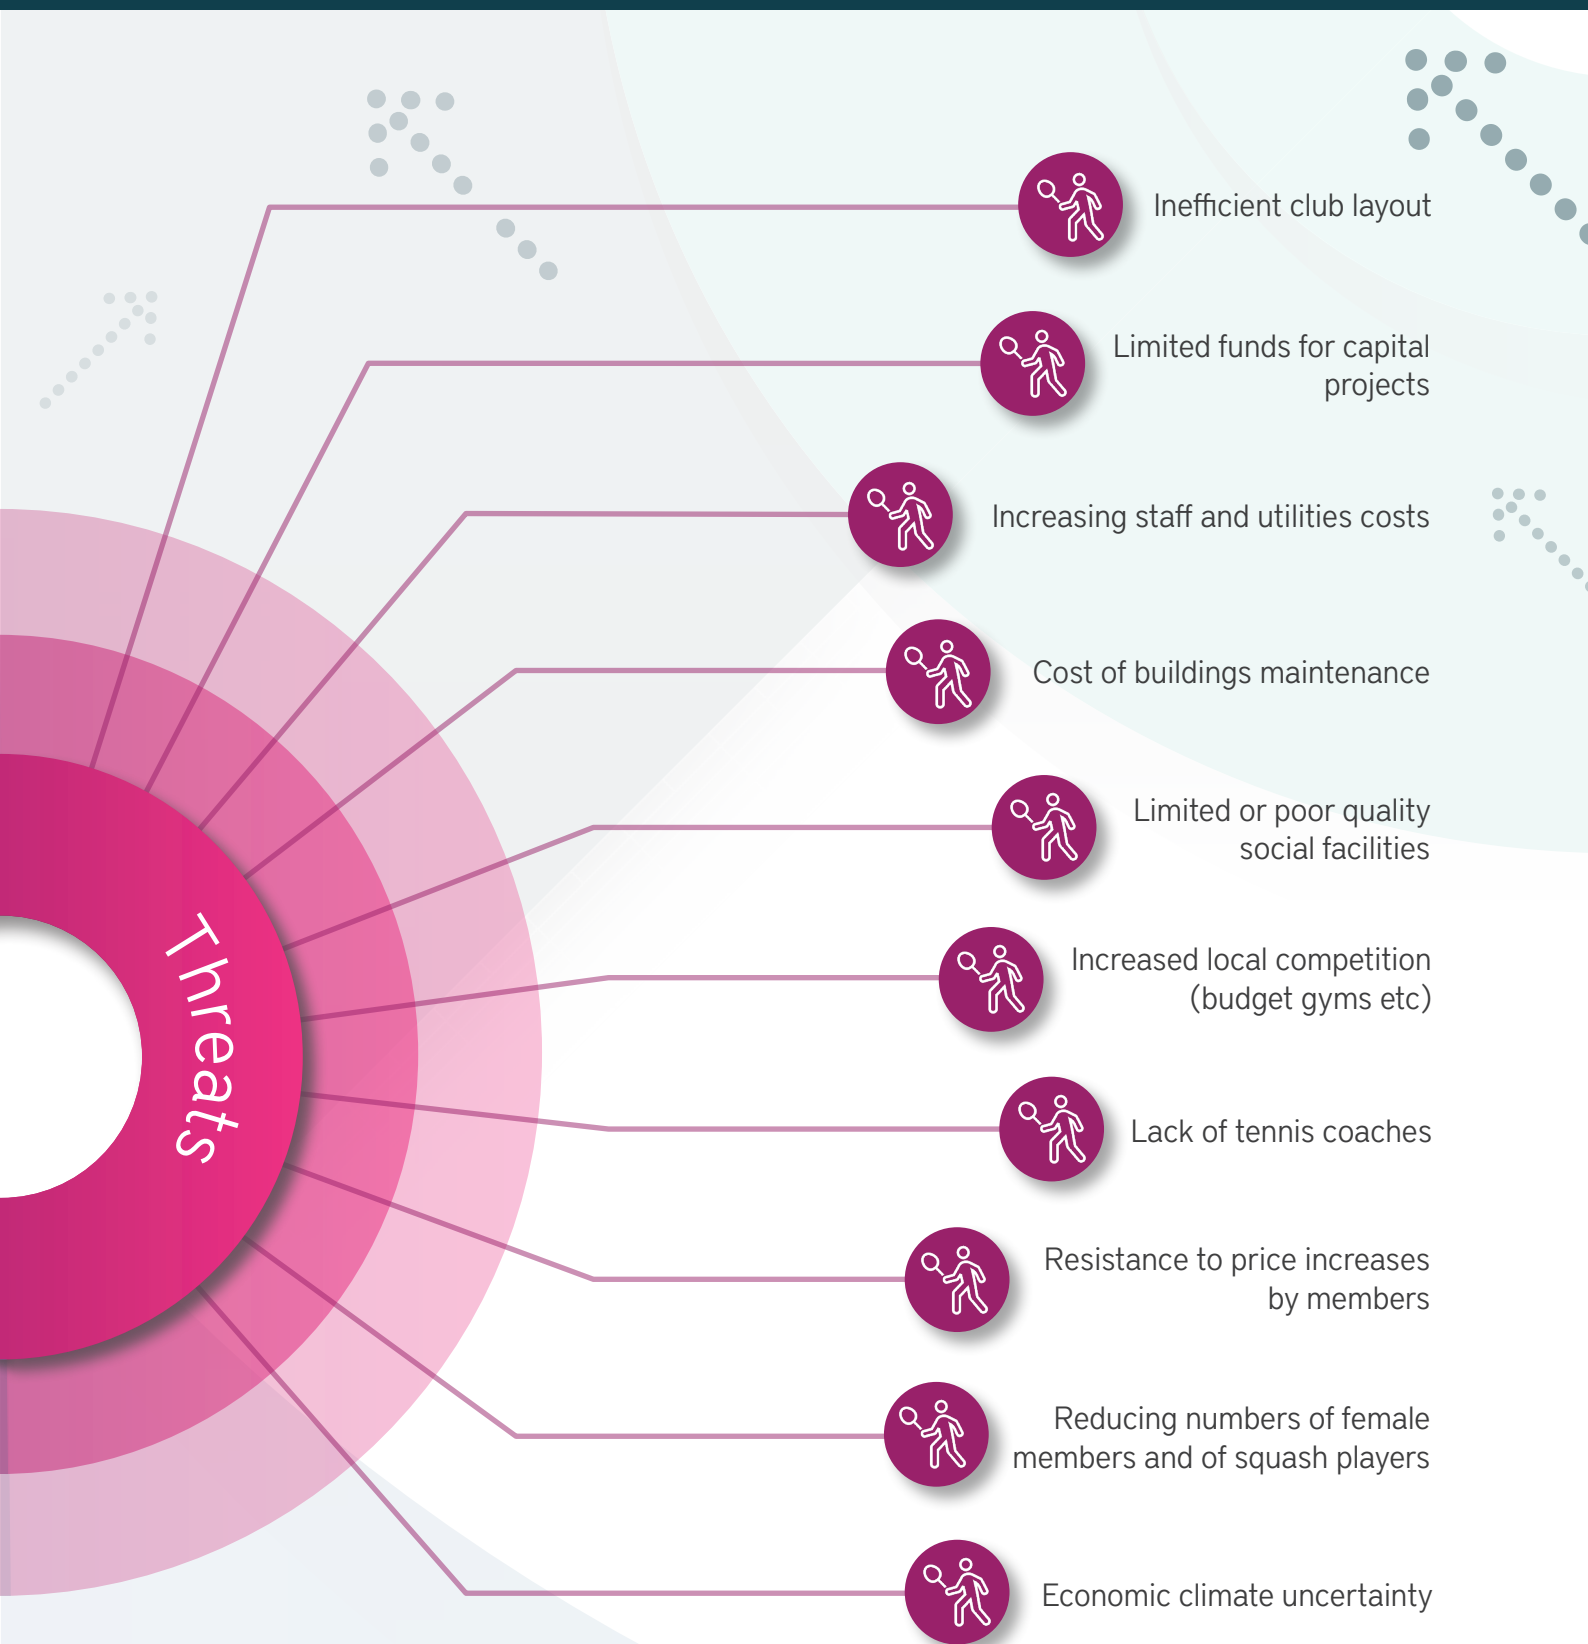 Inefficient club layout
Limited funds for capital
projects
Increasing staff and utilities costs
Cost of buildings maintenance
Limited or poor quality
social facilities
Threats
Increased local competition
(budget gyms etc)
Lack of tennis coaches
Resistance to price increases
by members
Reducing numbers of female
members and of squash players
Economic climate uncertainty